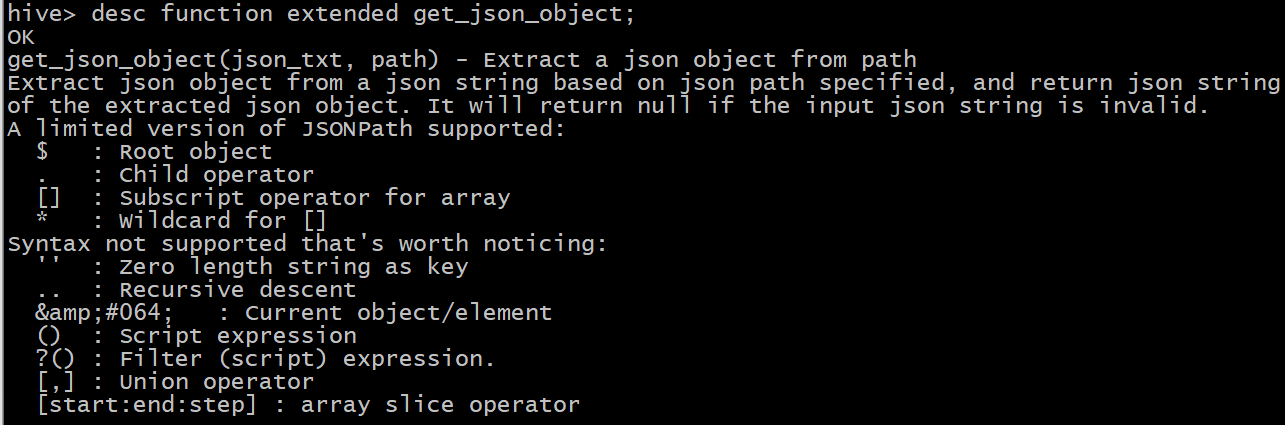 hive> desc function extended get_json_object;
OK
get_json_object(json_txt, path) - Extract a json object from path
Extract json object from a json string based on json path specified, and return json string
of the extracted json object. It will return null if the input json string is invalid.
A limited version of JSONPath supported:
  $   : Root object
  .   : Child operator
  []  : Subscript operator for array
  *   : Wildcard for []
Syntax not supported that's worth noticing:
  ''  : Zero length string as key
  ..  : Recursive descent
  &amp;#064;   : Current object/element
  ()  : Script expression
  ?() : Filter (script) expression.
  [,] : Union operator
  [start:end:step] : array slice operator